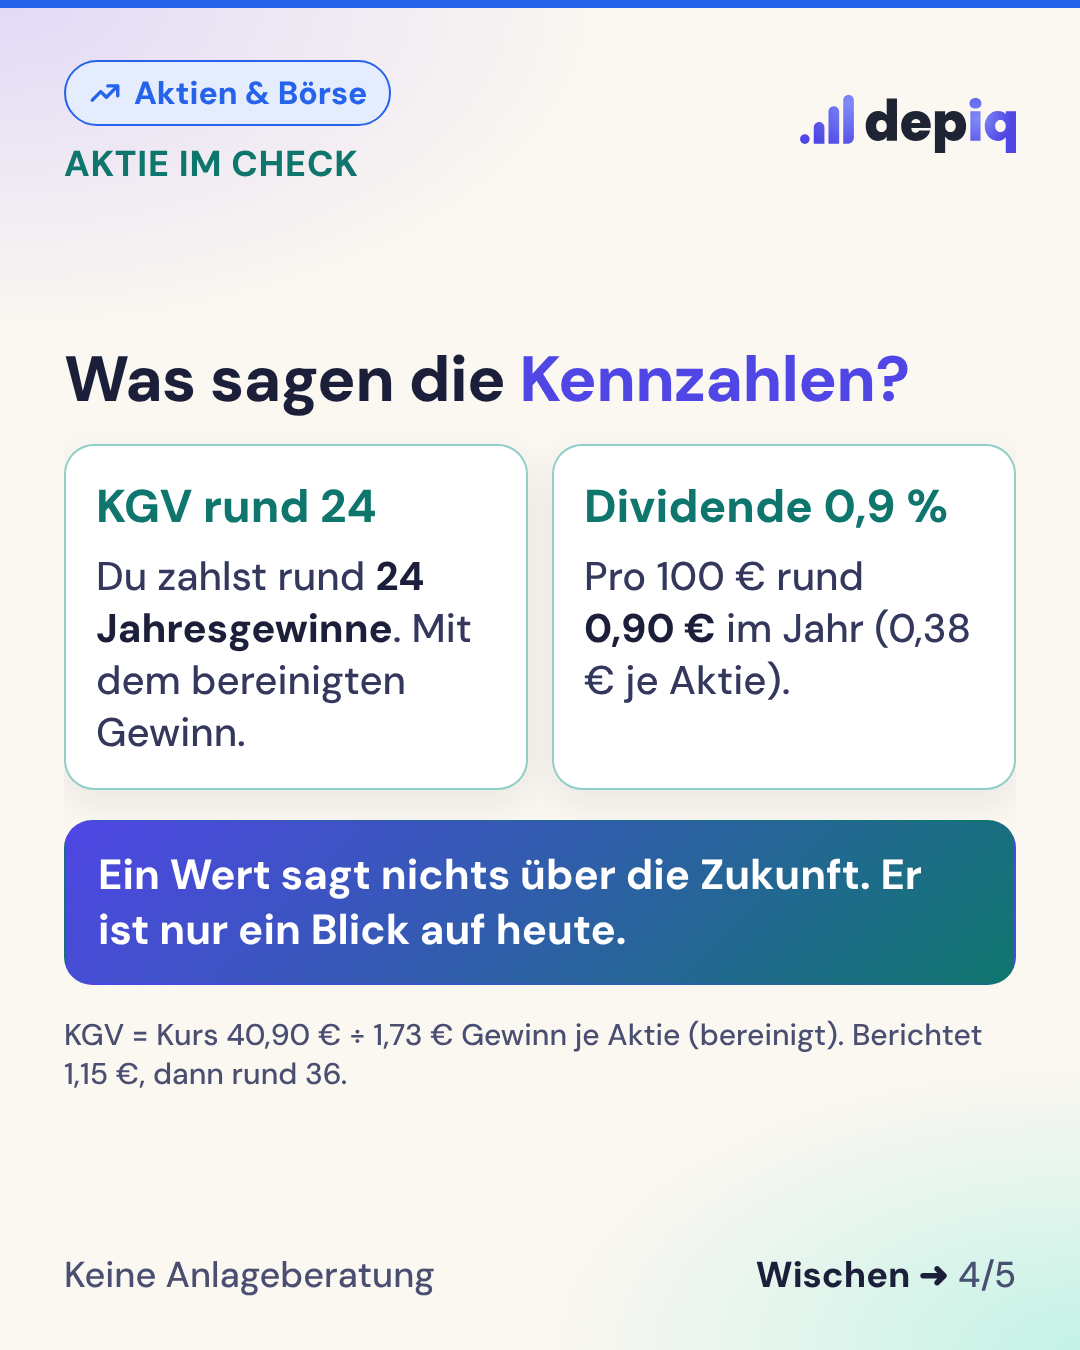 Aktien & Börse
AKTIE IM CHECK
depiq
Was sagen die Kennzahlen?
KGV rund 24
Du zahlst rund 24
Jahresgewinne. Mit
dem bereinigten
Gewinn.
Dividende 0,9 %
Pro 100 € rund
0,90 € im Jahr (0,38
€ je Aktie).
Ein Wert sagt nichts über die Zukunft. Er
ist nur ein Blick auf heute.
KGV = Kurs 40,90 € ÷ 1,73 € Gewinn je Aktie (bereinigt). Berichtet
1,15 €, dann rund 36.
Keine Anlageberatung
Wischen ➜ 4/5